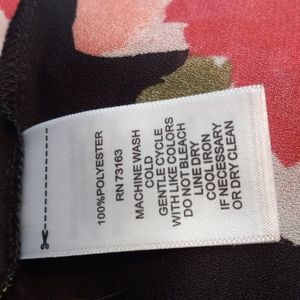 100%POLYESTER
RN 73163
MACHINE WASH
COLD
GENTLE CYCLE
WITH LIKE COLORS
DO NOT BLEACH
LINE DRY
COOL IRON
IF NECESSARY
OR DRY CLEAN